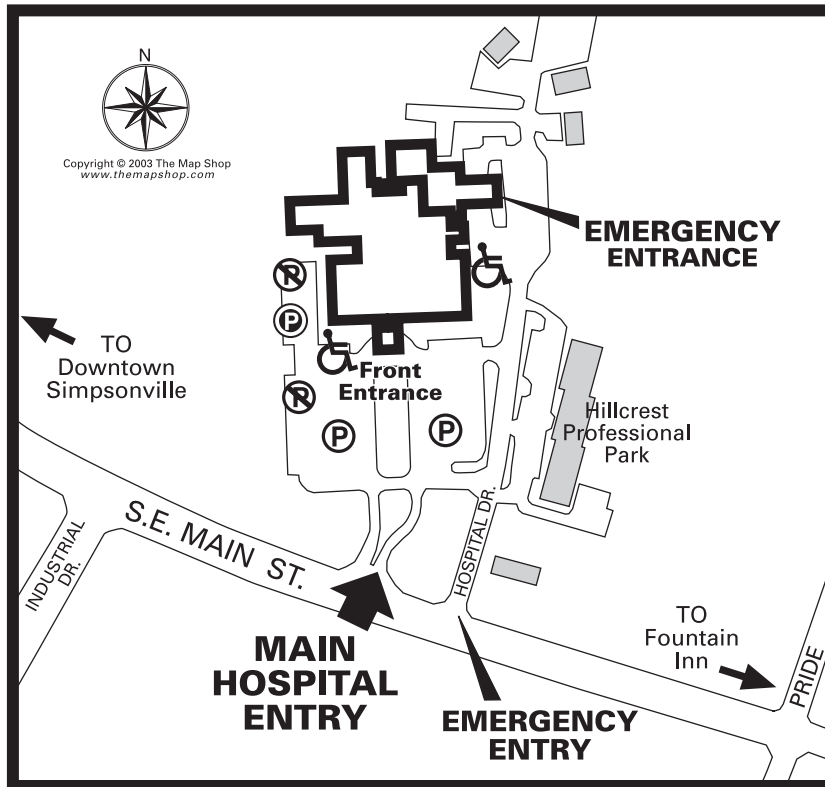 N
Copyright © 2003 The Map Shop
www.themapshop.com
EMERGENCY
ENTRANCE
P
P
TO
Downtown
Simpsonville
Front
Entrance
P
P
P
Hillcrest
Professional
Park
S.E. MAIN ST.
HOSPITAL DR.
INDUSTRIAL
DR.
MAIN
HOSPITAL
ENTRY
EMERGENCY
ENTRY
TO
Fountain
Inn
PRIDE